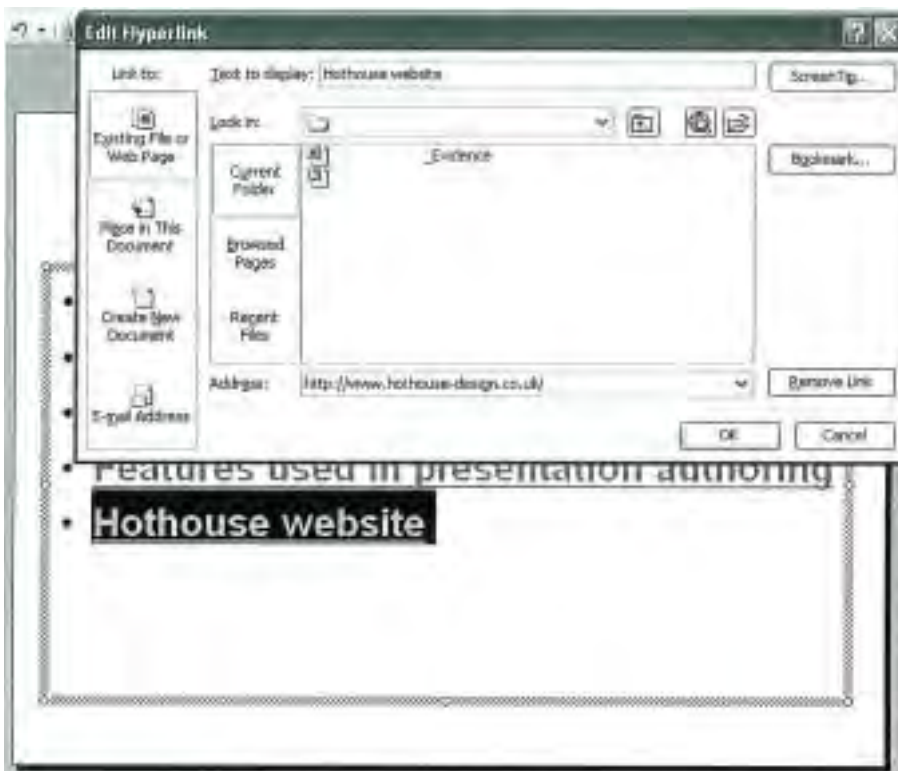 Edit Hyperlink
Link to:
Text to display: Hothouse website
ScreenTip...
Existing File or
Web Page
Look in:
Bookmark...
Current
Folder
_Evidence
Place in This
Document
Browsed
Pages
Create New
Document
Recent
Files
E-mail Address
Address: http://www.hothouse-design.co.uk/
Remove Link
OK
Cancel
Features used in presentation authoring
Hothouse website